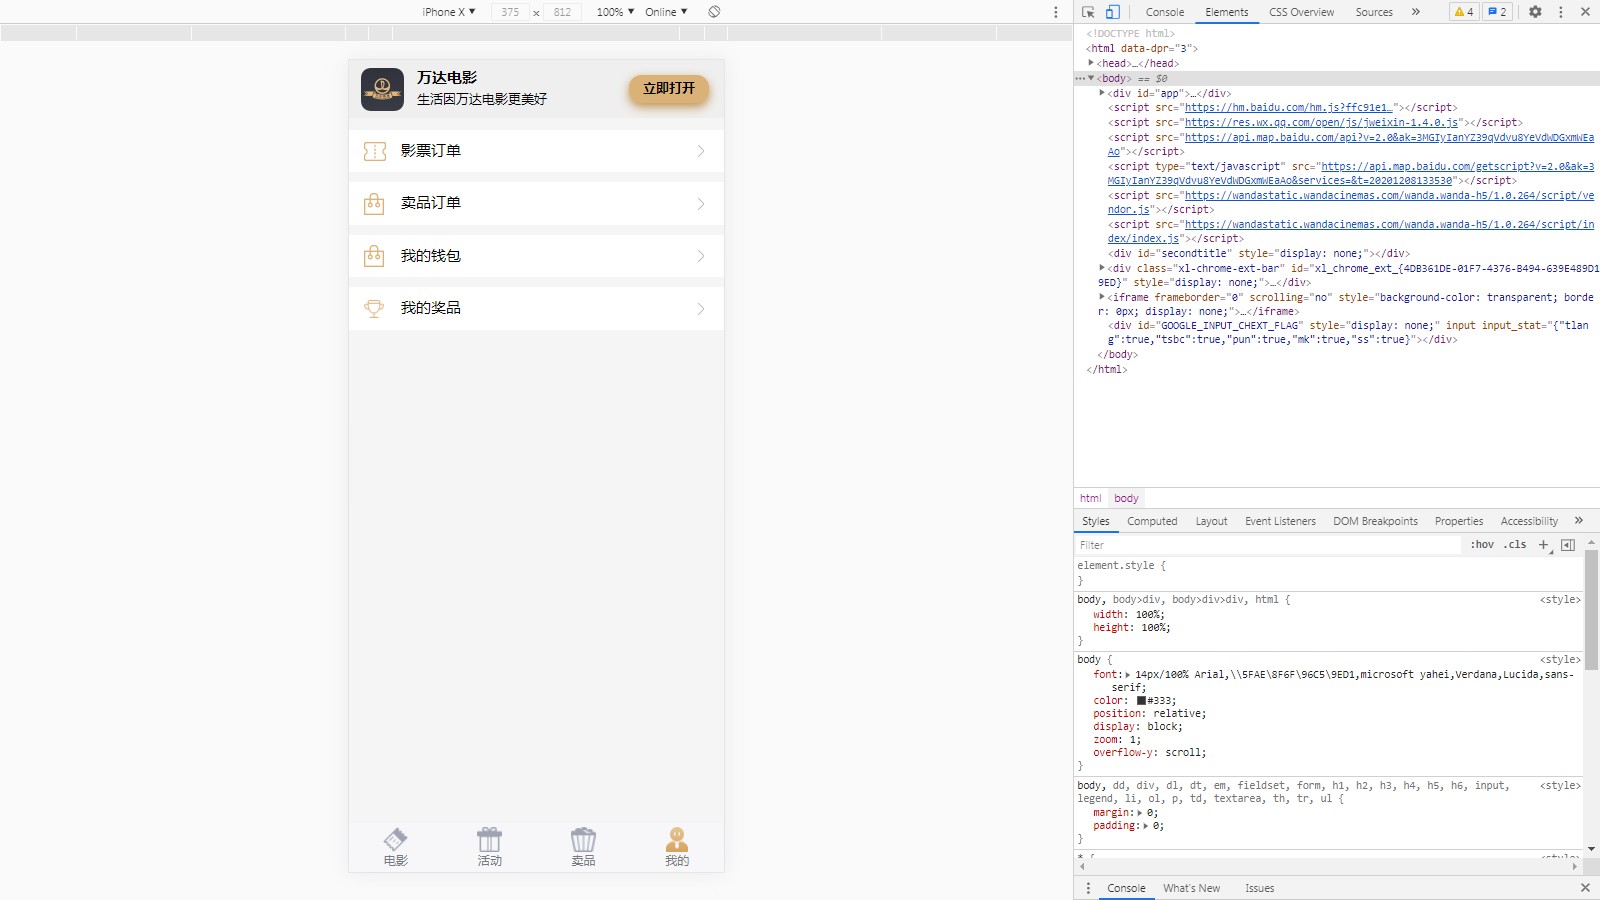 iPhone X ▼ 375 × 812 100% ▼ Online ▼
万达电影
生活因万达电影更美好
立即打开
影票订单
卖品订单
我的钱包
我的奖品
电影 活动 卖品 我的
Console Elements CSS Overview Sources » 4 2
<!DOCTYPE html>
<html data-dpr="3">
<head>…</head>
<body> == $0
<div id="app">…</div>
<script src="https://hm.baidu.com/hm.js?ffc91e1…"></script>
<script src="https://res.wx.qq.com/open/js/jweixin-1.4.0.js"></script>
<script src="https://api.map.baidu.com/api?v=2.0&ak=3MGIyIanYZ39qVdvu8YeVdWDGxmWEa
Ao"></script>
<script type="text/javascript" src="https://api.map.baidu.com/getscript?v=2.0&ak=3
MGIyIanYZ39qVdvu8YeVdWDGxmWEaAo&services=&t=20201208133530"></script>
<script src="https://wandastatic.wandacinemas.com/wanda.wanda-h5/1.0.264/script/ve
ndor.js"></script>
<script src="https://wandastatic.wandacinemas.com/wanda.wanda-h5/1.0.264/script/in
dex/index.js"></script>
<div id="secondtitle" style="display: none;"></div>
<div class="xl-chrome-ext-bar" id="xl_chrome_ext_{4DB361DE-01F7-4376-B494-639E489D1
9ED}" style="display: none;">…</div>
<iframe frameborder="0" scrolling="no" style="background-color: transparent; borde
r: 0px; display: none;">…</iframe>
<div id="GOOGLE_INPUT_CHEXT_FLAG" style="display: none;" input input_stat="{"tlan
g":true,"tsbc":true,"pun":true,"mk":true,"ss":true}"></div>
</body>
</html>
html body
Styles Computed Layout Event Listeners DOM Breakpoints Properties Accessibility »
Filter :hov .cls +
element.style {
}
body, body>div, body>div>div, html { <style>
width: 100%;
height: 100%;
}
body { <style>
font: 14px/100% Arial,\\5FAE\8F6F\96C5\9ED1,microsoft yahei,Verdana,Lucida,sans-
serif;
color: #333;
position: relative;
display: block;
zoom: 1;
overflow-y: scroll;
}
body, dd, div, dl, dt, em, fieldset, form, h1, h2, h3, h4, h5, h6, input, <style>
legend, li, ol, p, td, textarea, th, tr, ul {
margin: 0;
padding: 0;
}
* { <style>
Console What's New Issues